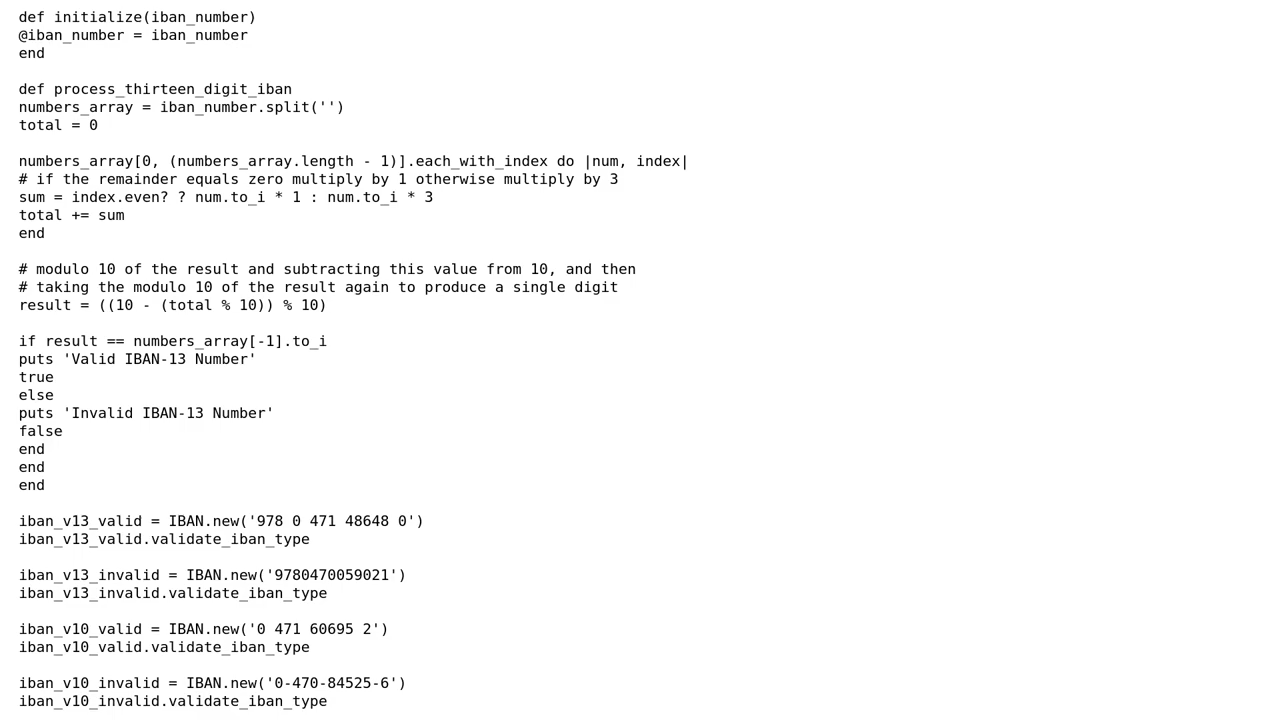 def initialize(iban_number)
@iban_number = iban_number
end

def process_thirteen_digit_iban
numbers_array = iban_number.split('')
total = 0

numbers_array[0, (numbers_array.length - 1)].each_with_index do |num, index|
# if the remainder equals zero multiply by 1 otherwise multiply by 3
sum = index.even? ? num.to_i * 1 : num.to_i * 3
total += sum
end

# modulo 10 of the result and subtracting this value from 10, and then
# taking the modulo 10 of the result again to produce a single digit
result = ((10 - (total % 10)) % 10)

if result == numbers_array[-1].to_i
puts 'Valid IBAN-13 Number'
true
else
puts 'Invalid IBAN-13 Number'
false
end
end
end

iban_v13_valid = IBAN.new('978 0 471 48648 0')
iban_v13_valid.validate_iban_type

iban_v13_invalid = IBAN.new('9780470059021')
iban_v13_invalid.validate_iban_type

iban_v10_valid = IBAN.new('0 471 60695 2')
iban_v10_valid.validate_iban_type

iban_v10_invalid = IBAN.new('0-470-84525-6')
iban_v10_invalid.validate_iban_type